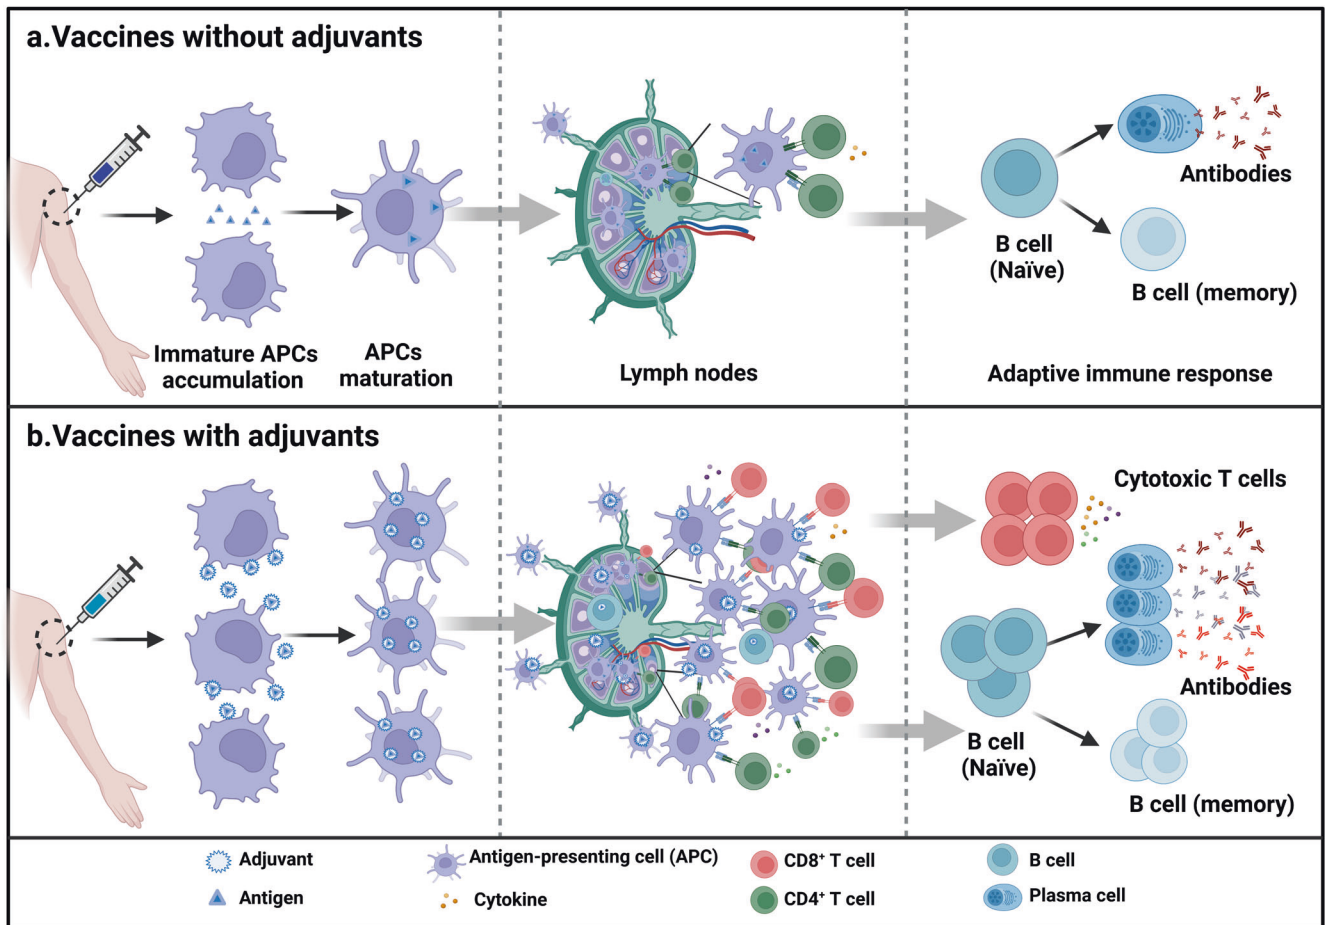 a.Vaccines without adjuvants
Immature APCs
accumulation
APCs
maturation
Lymph nodes
B cell
(Naïve)
Antibodies
B cell (memory)
Adaptive immune response
b.Vaccines with adjuvants
Cytotoxic T cells
B cell
(Naïve)
Antibodies
B cell (memory)
Adjuvant
Antigen-presenting cell (APC)
CD8⁺ T cell
B cell
Antigen
Cytokine
CD4⁺ T cell
Plasma cell